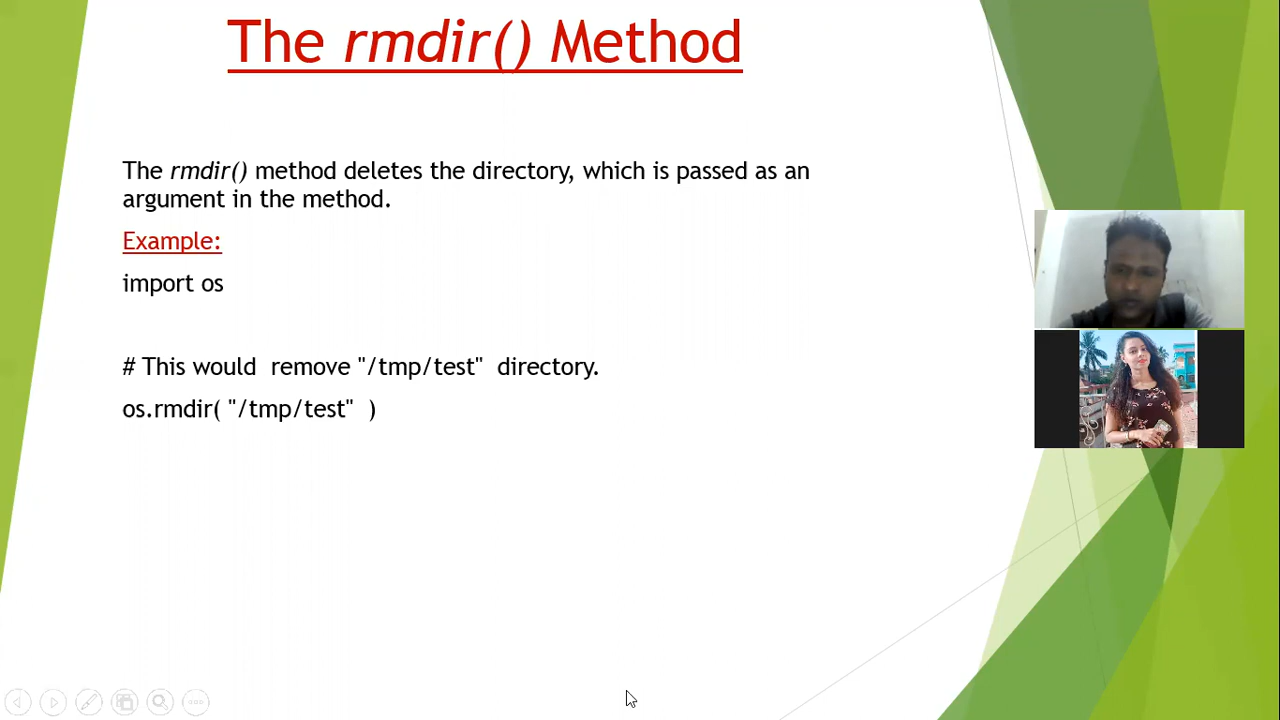 The rmdir() Method
The rmdir() method deletes the directory, which is passed as an
argument in the method.
Example:
import os
# This would  remove "/tmp/test"  directory.
os.rmdir( "/tmp/test"  )